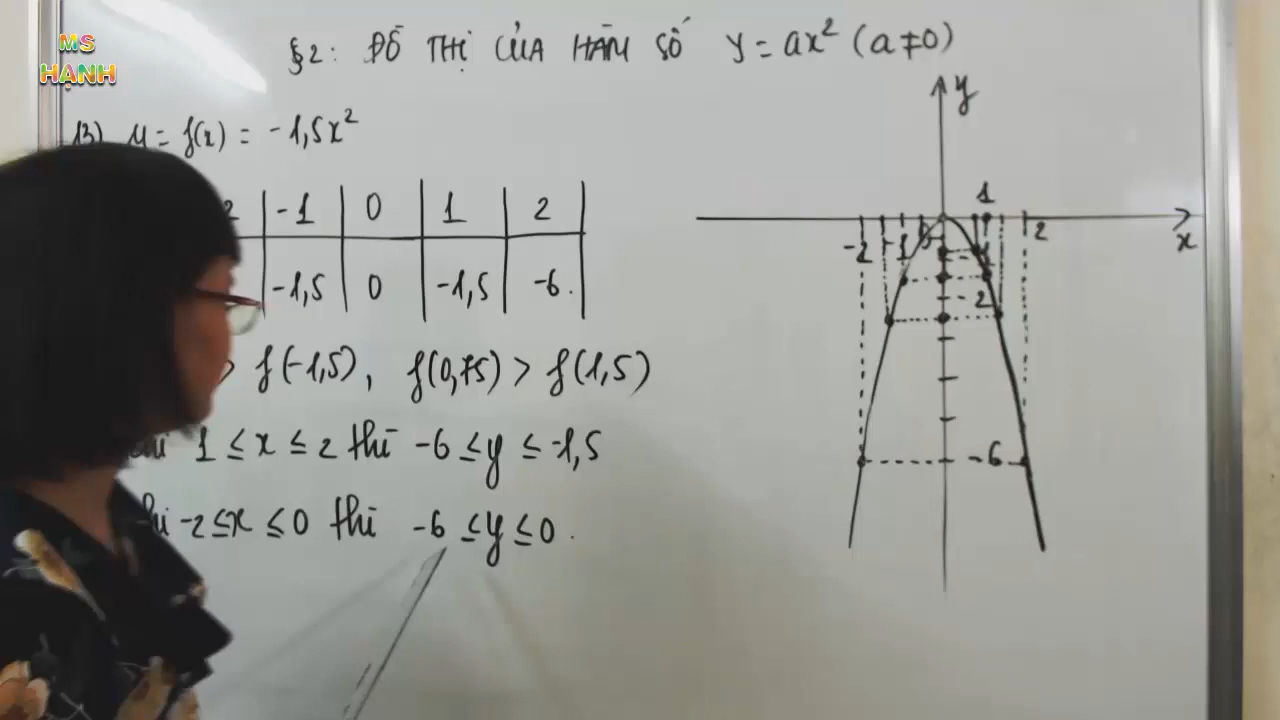 MS
HẠNH
§2: ĐỒ THỊ CỦA HÀM SỐ y = ax² (a ≠ 0)
13) y = f(x) = -1,5x²
2 | -1 | 0 | 1 | 2
-1,5 | 0 | -1,5 | -6.
> f(-1,5), f(0,75) > f(1,5)
1 ≤ x ≤ 2 thì -6 ≤ y ≤ -1,5
-2 ≤ x ≤ 0 thì -6 ≤ y ≤ 0.
y
1
-2 -1 2
x
2
-6